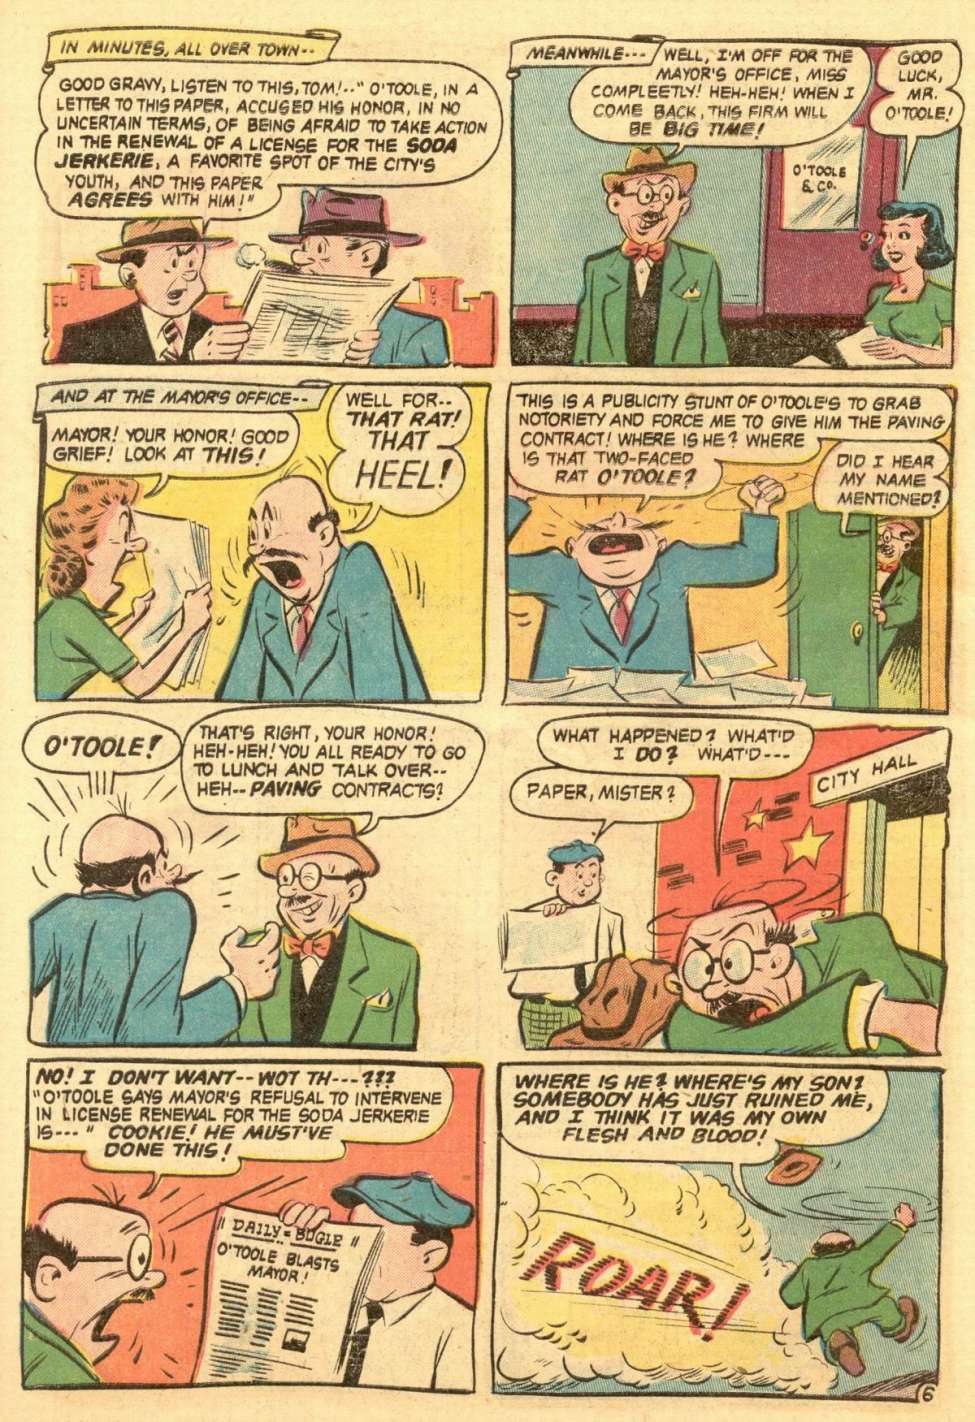 IN MINUTES, ALL OVER TOWN--
GOOD GRAVY, LISTEN TO THIS, TOM!.." O'TOOLE, IN A
LETTER TO THIS PAPER, ACCUSED HIS HONOR, IN NO
UNCERTAIN TERMS, OF BEING AFRAID TO TAKE ACTION
IN THE RENEWAL OF A LICENSE FOR THE SODA
JERKERIE, A FAVORITE SPOT OF THE CITY'S
YOUTH, AND THIS PAPER
AGREES WITH HIM!"
MEANWHILE---
WELL, I'M OFF FOR THE
MAYOR'S OFFICE, MISS
COMPLEETLY! HEH-HEH! WHEN I
COME BACK, THIS FIRM WILL
BE BIG TIME!
GOOD
LUCK,
MR.
O'TOOLE!
O'TOOLE
& CO.
AND AT THE MAYOR'S OFFICE--
MAYOR! YOUR HONOR! GOOD
GRIEF! LOOK AT THIS!
WELL FOR--
THAT RAT!
THAT
HEEL!
THIS IS A PUBLICITY STUNT OF O'TOOLE'S TO GRAB
NOTORIETY AND FORCE ME TO GIVE HIM THE PAVING
CONTRACT! WHERE IS HE? WHERE
IS THAT TWO-FACED
RAT O'TOOLE?
DID I HEAR
MY NAME
MENTIONED?
O'TOOLE!
THAT'S RIGHT, YOUR HONOR!
HEH-HEH! YOU ALL READY TO GO
TO LUNCH AND TALK OVER--
HEH-- PAVING CONTRACTS?
WHAT HAPPENED? WHAT'D
I DO? WHAT'D---
PAPER, MISTER?
CITY HALL
NO! I DON'T WANT-- WOT TH---???
"O'TOOLE SAYS MAYOR'S REFUSAL TO INTERVENE
IN LICENSE RENEWAL FOR THE SODA JERKERIE
IS---" COOKIE! HE MUST'VE
DONE THIS!
"DAILY-BUGLE"
O'TOOLE BLASTS
MAYOR!
WHERE IS HE? WHERE'S MY SON?
SOMEBODY HAS JUST RUINED ME,
AND I THINK IT WAS MY OWN
FLESH AND BLOOD!
ROAR!
6